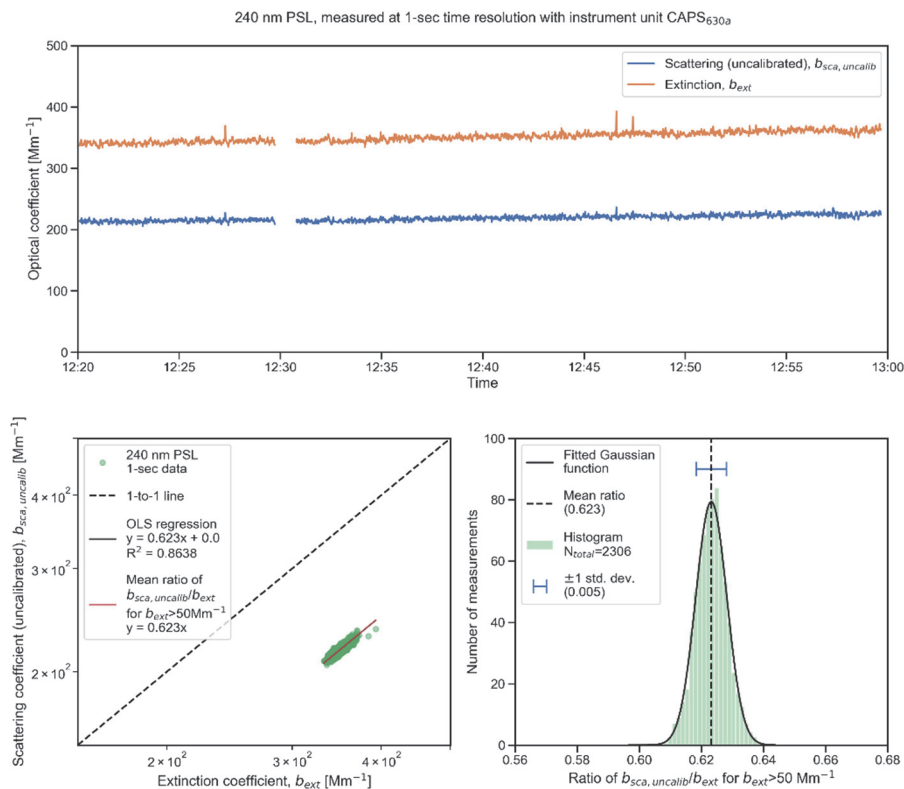 240 nm PSL, measured at 1-sec time resolution with instrument unit CAPS630a
500
400
300
200
100
0
Optical coefficient [Mm⁻¹]
Scattering (uncalibrated), bsca, uncalib
Extinction, bext
12:20
12:25
12:30
12:35
12:40
12:45
12:50
12:55
13:00
Time
Scattering coefficient (uncalibrated), bsca, uncalib [Mm⁻¹]
4 × 10²
3 × 10²
2 × 10²
240 nm PSL
1-sec data
1-to-1 line
OLS regression
y = 0.623x + 0.0
R² = 0.8638
Mean ratio of
bsca, uncalib/bext
for bext>50Mm⁻¹
y = 0.623x
2 × 10²
3 × 10²
4 × 10²
Extinction coefficient, bext [Mm⁻¹]
Number of measurements
100
80
60
40
20
0
Fitted Gaussian
function
Mean ratio
(0.623)
Histogram
Ntotal=2306
±1 std. dev.
(0.005)
0.56
0.58
0.60
0.62
0.64
0.66
0.68
Ratio of bsca, uncalib/bext for bext>50 Mm⁻¹